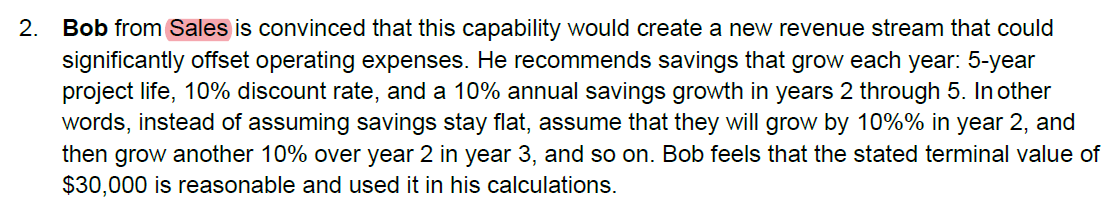 2. Bob from Sales is convinced that this capability would create a new revenue stream that could
significantly offset operating expenses. He recommends savings that grow each year: 5-year
project life, 10% discount rate, and a 10% annual savings growth in years 2 through 5. In other
words, instead of assuming savings stay flat, assume that they will grow by 10%% in year 2, and
then grow another 10% over year 2 in year 3, and so on. Bob feels that the stated terminal value of
$30,000 is reasonable and used it in his calculations.